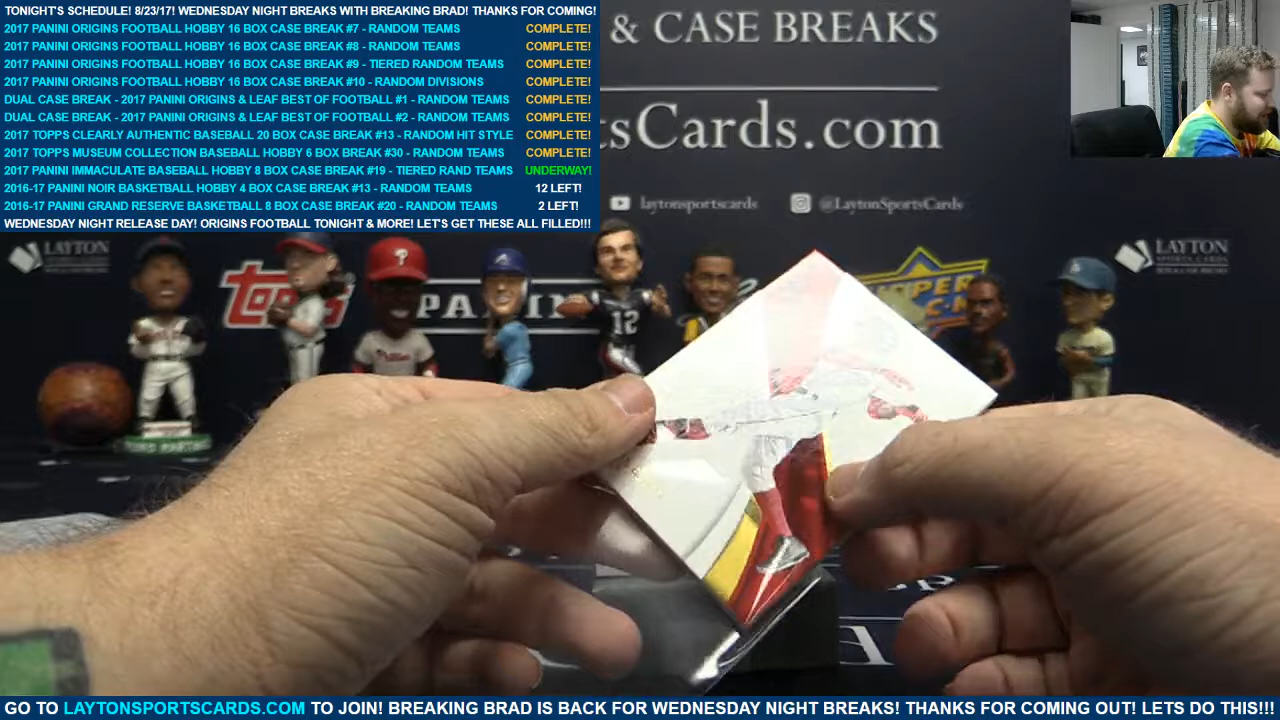 TONIGHT'S SCHEDULE! 8/23/17! WEDNESDAY NIGHT BREAKS WITH BREAKING BRAD! THANKS FOR COMING!
2017 PANINI ORIGINS FOOTBALL HOBBY 16 BOX CASE BREAK #7 - RANDOM TEAMS COMPLETE!
2017 PANINI ORIGINS FOOTBALL HOBBY 16 BOX CASE BREAK #8 - RANDOM TEAMS COMPLETE!
2017 PANINI ORIGINS FOOTBALL HOBBY 16 BOX CASE BREAK #9 - TIERED RANDOM TEAMS COMPLETE!
2017 PANINI ORIGINS FOOTBALL HOBBY 16 BOX CASE BREAK #10 - RANDOM DIVISIONS COMPLETE!
DUAL CASE BREAK - 2017 PANINI ORIGINS & LEAF BEST OF FOOTBALL #1 - RANDOM TEAMS COMPLETE!
DUAL CASE BREAK - 2017 PANINI ORIGINS & LEAF BEST OF FOOTBALL #2 - RANDOM TEAMS COMPLETE!
2017 TOPPS CLEARLY AUTHENTIC BASEBALL 20 BOX CASE BREAK #13 - RANDOM HIT STYLE COMPLETE!
2017 TOPPS MUSEUM COLLECTION BASEBALL HOBBY 6 BOX BREAK #30 - RANDOM TEAMS COMPLETE!
2017 PANINI IMMACULATE BASEBALL HOBBY 8 BOX CASE BREAK #19 - TIERED RAND TEAMS UNDERWAY!
2016-17 PANINI NOIR BASKETBALL HOBBY 4 BOX CASE BREAK #13 - RANDOM TEAMS 12 LEFT!
2016-17 PANINI GRAND RESERVE BASKETBALL 8 BOX CASE BREAK #20 - RANDOM TEAMS 2 LEFT!
WEDNESDAY NIGHT RELEASE DAY! ORIGINS FOOTBALL TONIGHT & MORE! LET'S GET THESE ALL FILLED!!!
& CASE BREAKS
tsCards.com
laytonsportscards @LaytonSportsCards
LAYTON
LAYTON
topps
PANINI
UPPER
12
Phillies
GO TO LAYTONSPORTSCARDS.COM TO JOIN! BREAKING BRAD IS BACK FOR WEDNESDAY NIGHT BREAKS! THANKS FOR COMING OUT! LETS DO THIS!!!